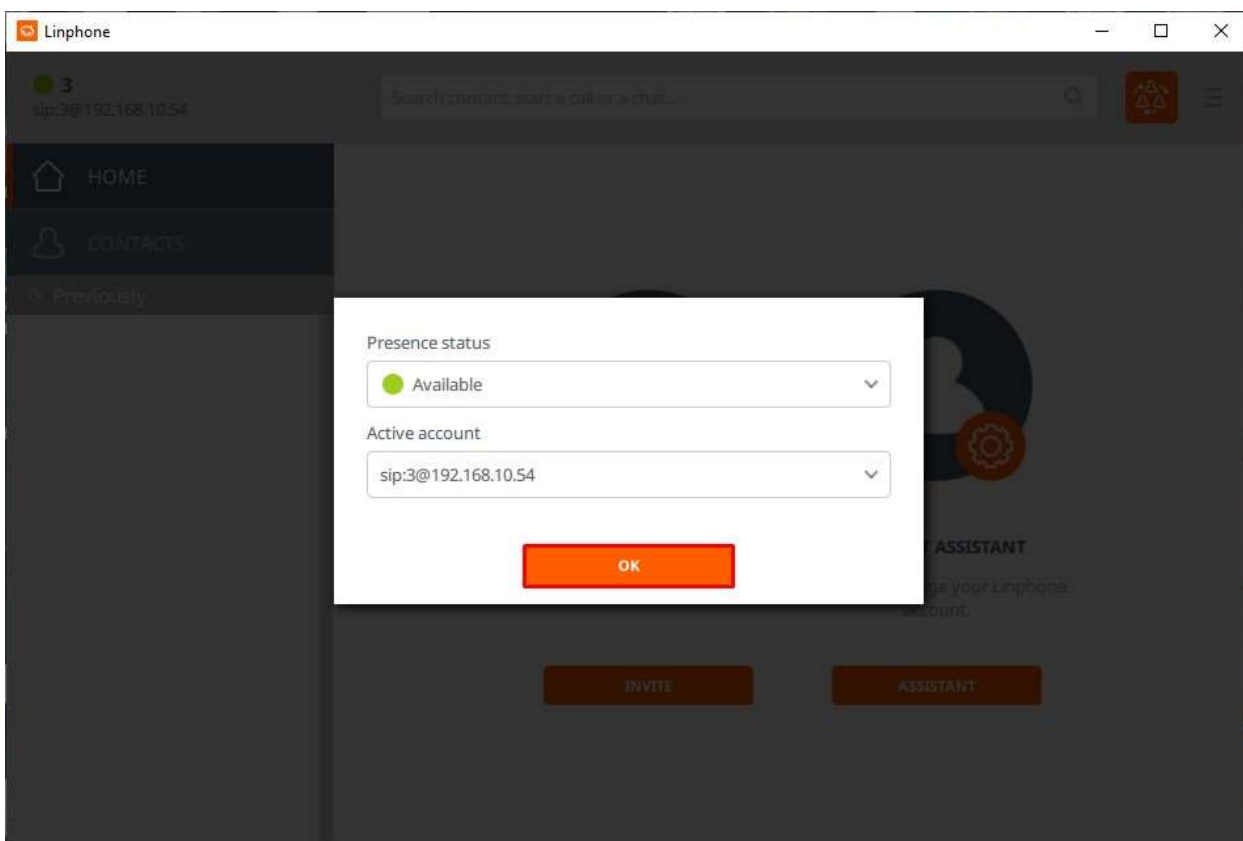 Linphone
3
sip:3@192.168.10.54
Search contact, start a call or a chat...
HOME
CONTACTS
Previously
Presence status
Available
Active account
sip:3@192.168.10.54
OK
ASSISTANT
your Linphone
account.
INVITE
ASSISTANT